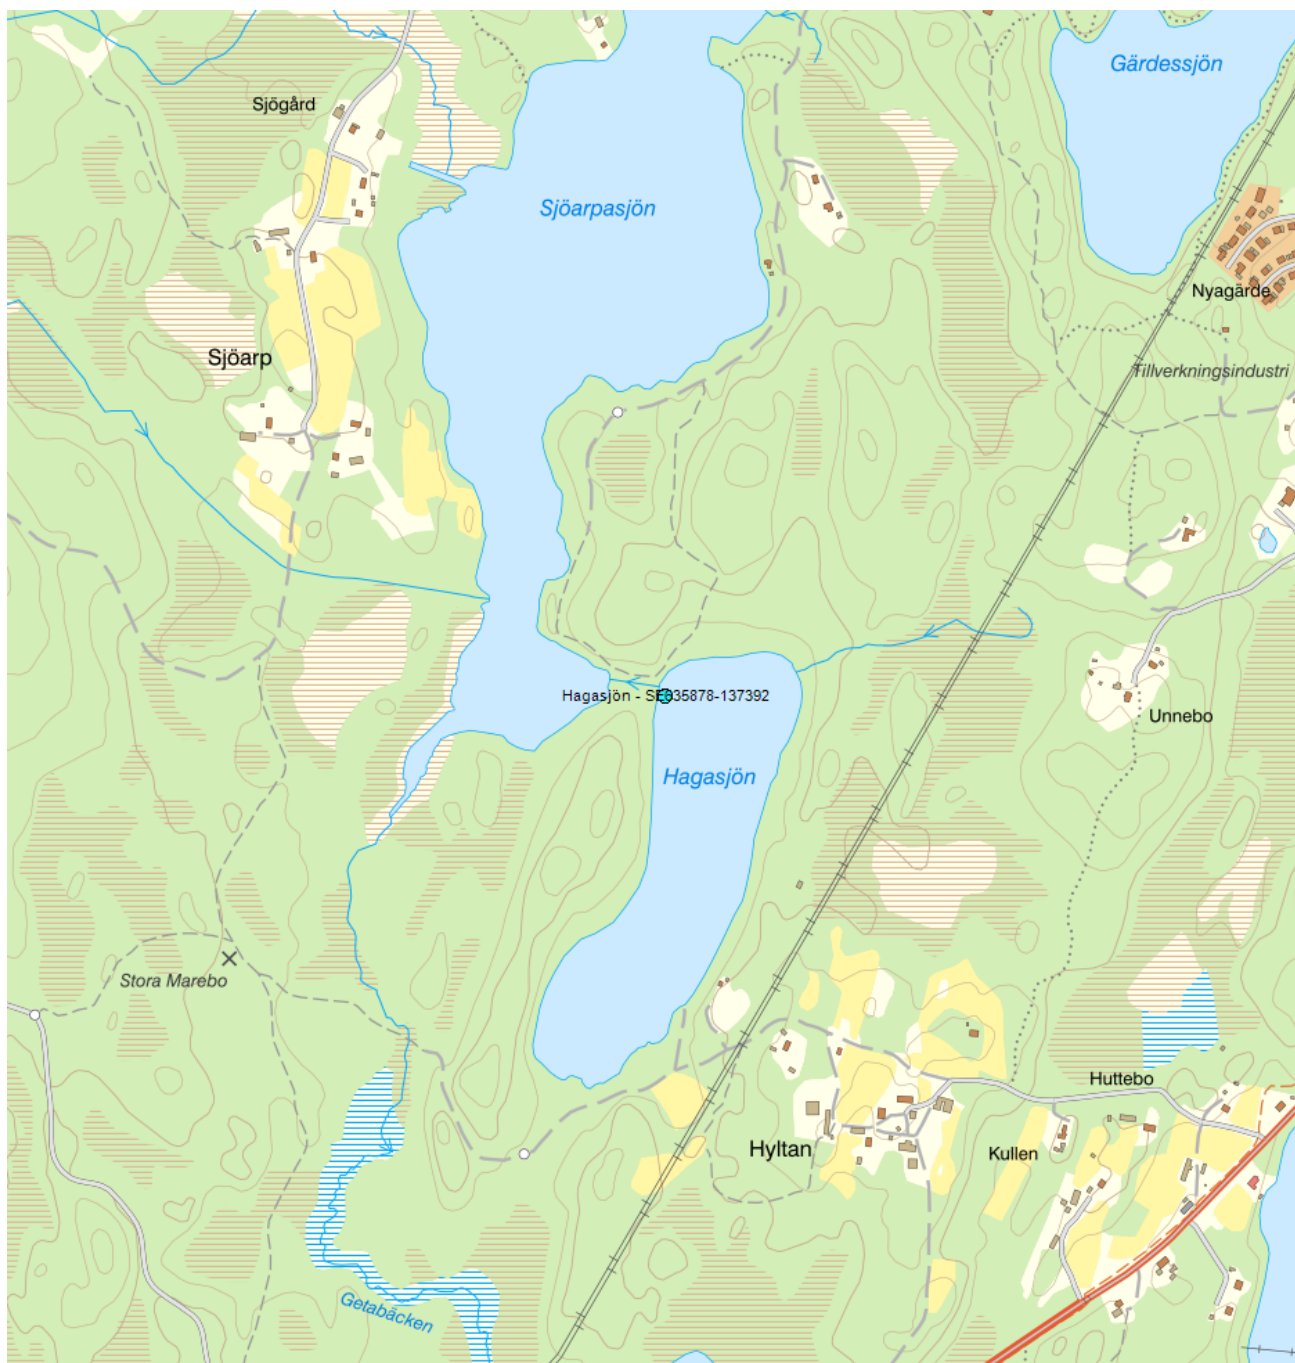 Gärdessjön
Sjögård
Sjöarpasjön
Nyagärde
Sjöarp
Tillverkningsindustri
Hagasjön - SE635878-137392
Unnebo
Hagasjön
Stora Marebo
Huttebo
Hyltan
Kullen
Getabäcken